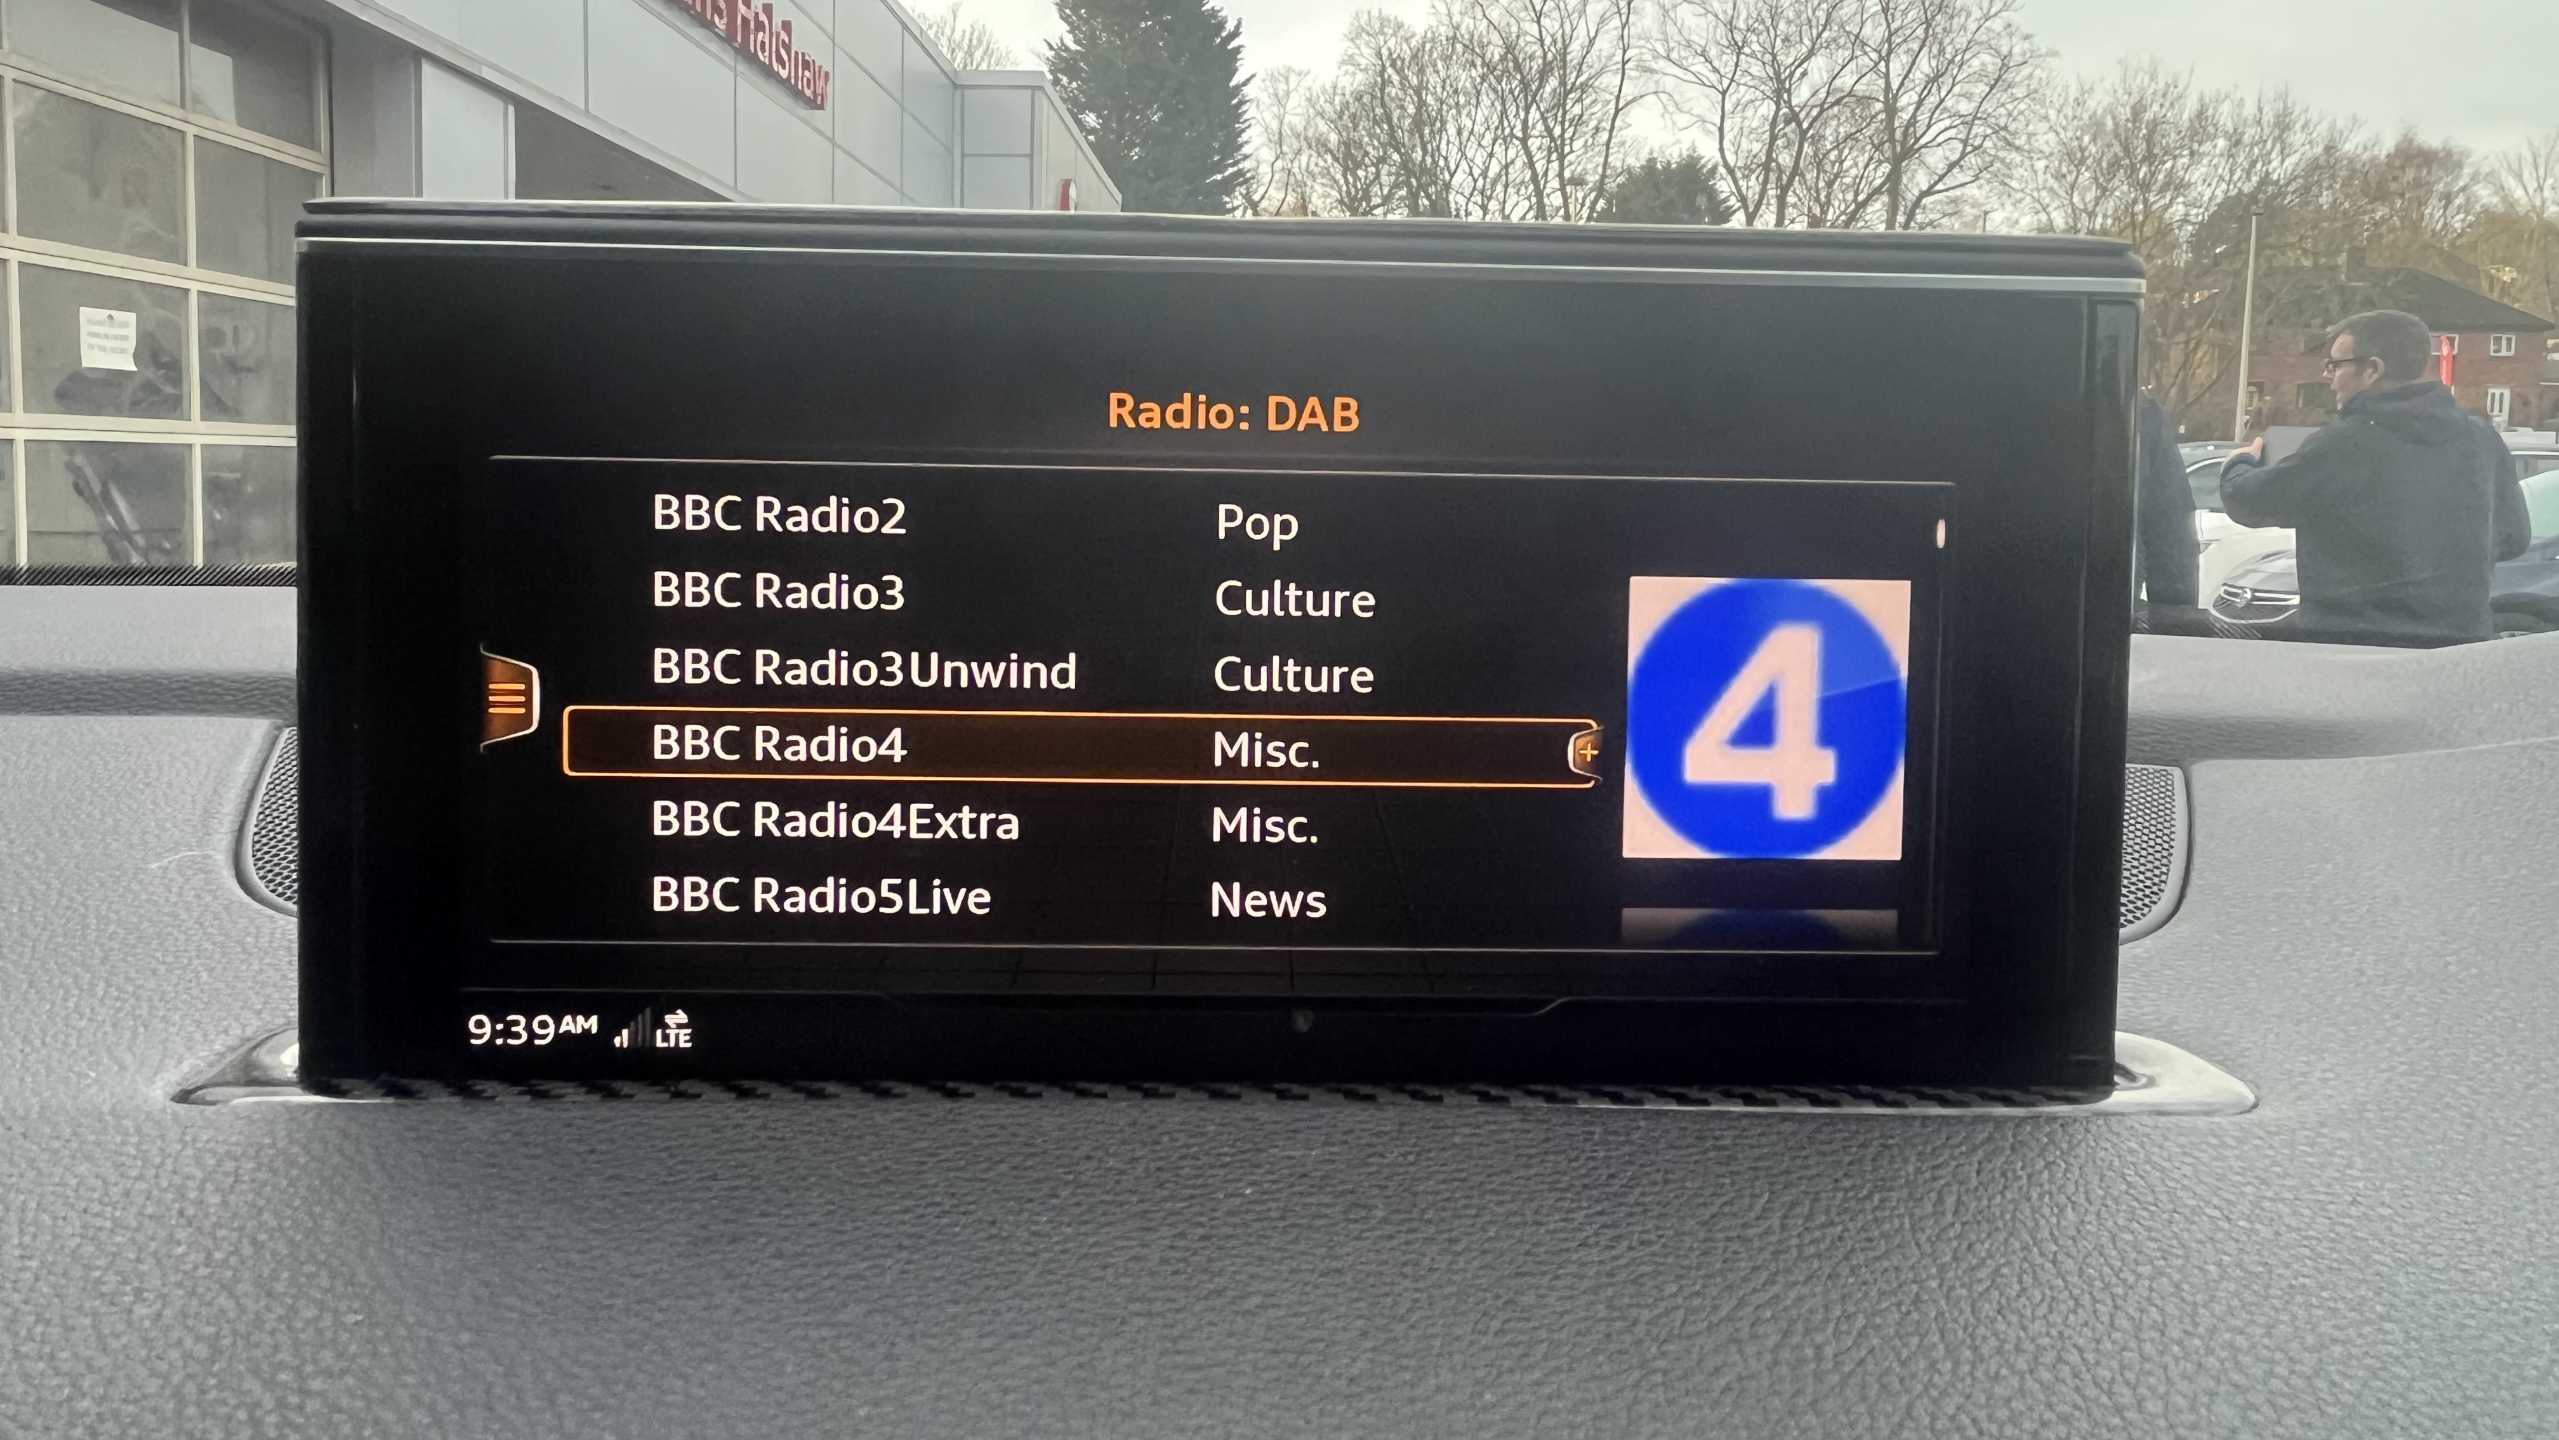 Halshaw
Radio: DAB
BBC Radio2 Pop
BBC Radio3 Culture
BBC Radio3Unwind Culture
BBC Radio4 Misc.
BBC Radio4Extra Misc.
BBC Radio5Live News
4
9:39AM LTE